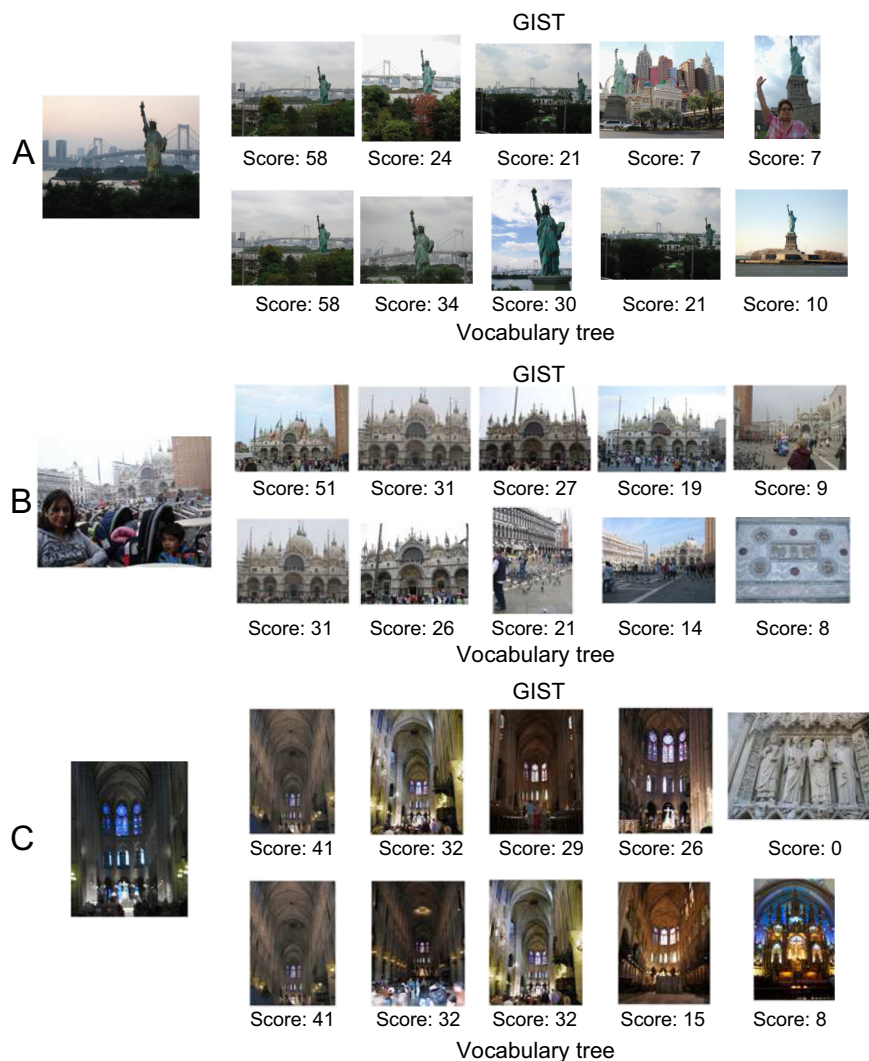 GIST
A
Score: 58 Score: 24 Score: 21 Score: 7 Score: 7
Score: 58 Score: 34 Score: 30 Score: 21 Score: 10
Vocabulary tree
GIST
B
Score: 51 Score: 31 Score: 27 Score: 19 Score: 9
Score: 31 Score: 26 Score: 21 Score: 14 Score: 8
Vocabulary tree
GIST
C
Score: 41 Score: 32 Score: 29 Score: 26 Score: 0
Score: 41 Score: 32 Score: 32 Score: 15 Score: 8
Vocabulary tree